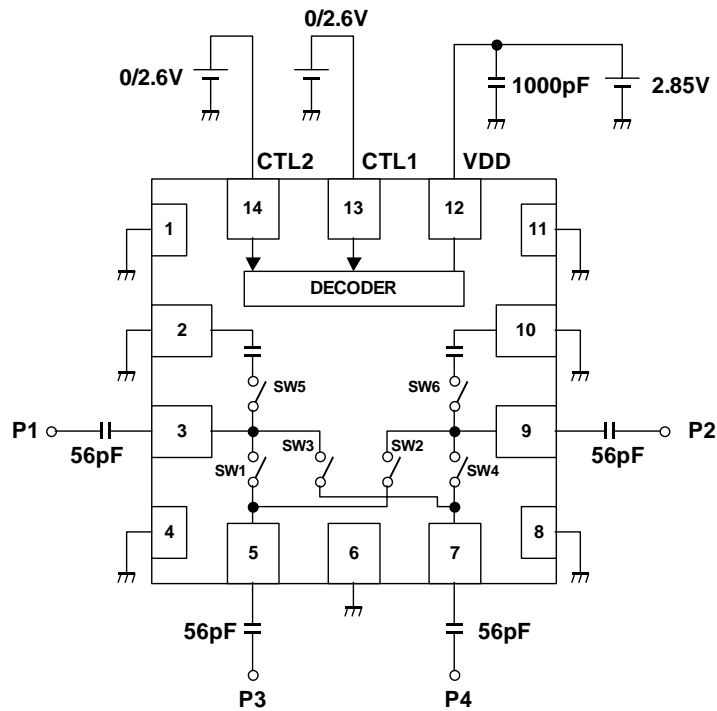 0/2.6V
0/2.6V
1000pF
2.85V
CTL2
CTL1
VDD
14
13
12
1
11
DECODER
2
10
SW5
SW6
P1
3
SW3
SW2
9
P2
56pF
SW1
SW4
56pF
4
8
5
6
7
56pF
56pF
P3
P4